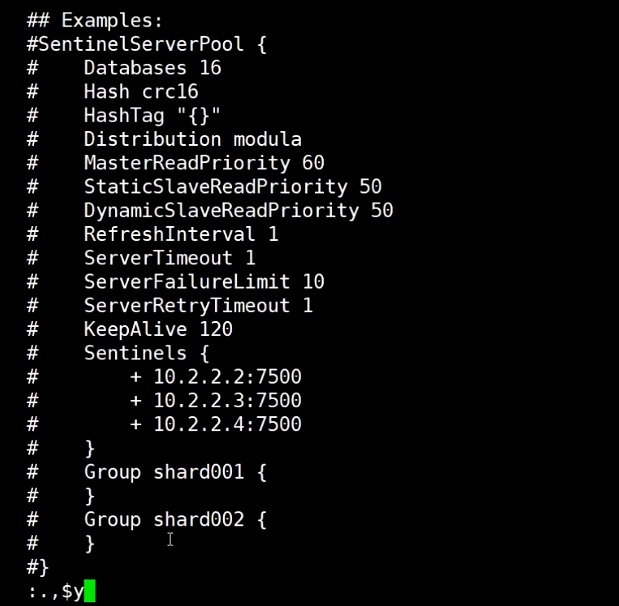 ## Examples:
#SentinelServerPool {
#    Databases 16
#    Hash crc16
#    HashTag "{}"
#    Distribution modula
#    MasterReadPriority 60
#    StaticSlaveReadPriority 50
#    DynamicSlaveReadPriority 50
#    RefreshInterval 1
#    ServerTimeout 1
#    ServerFailureLimit 10
#    ServerRetryTimeout 1
#    KeepAlive 120
#    Sentinels {
#        + 10.2.2.2:7500
#        + 10.2.2.3:7500
#        + 10.2.2.4:7500
#    }
#    Group shard001 {
#    }
#    Group shard002 {
#    }
#}
:.,$y